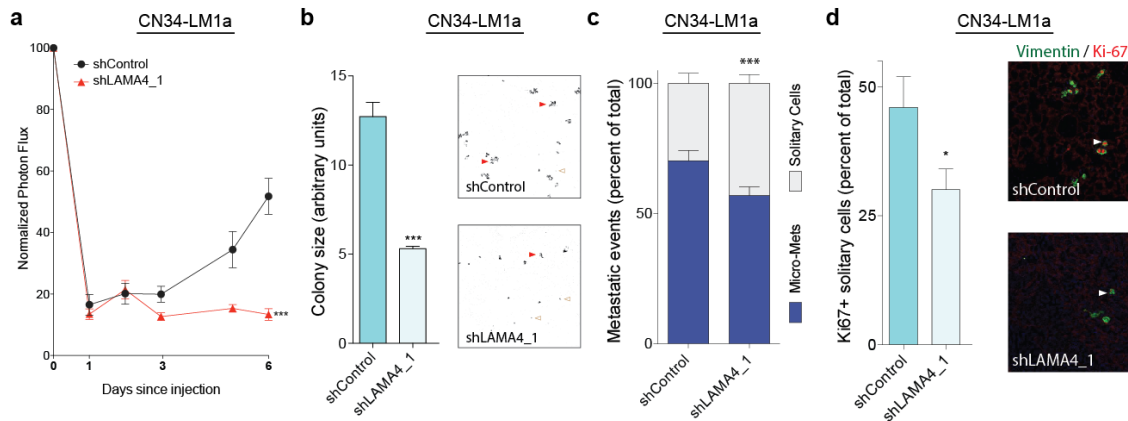 a
CN34-LM1a
Normalized Photon Flux
100
80
60
40
20
0
0
1
3
6
Days since injection
shControl
shLAMA4_1
***
b
CN34-LM1a
Colony size (arbitrary units)
15
10
5
0
***
shControl
shLAMA4_1
shControl
shLAMA4_1
c
CN34-LM1a
Metastatic events (percent of total)
100
50
0
***
shControl
shLAMA4_1
Solitary Cells
Micro-Mets
d
CN34-LM1a
Ki67+ solitary cells (percent of total)
50
25
0
*
shControl
shLAMA4_1
Vimentin / Ki-67
shControl
shLAMA4_1